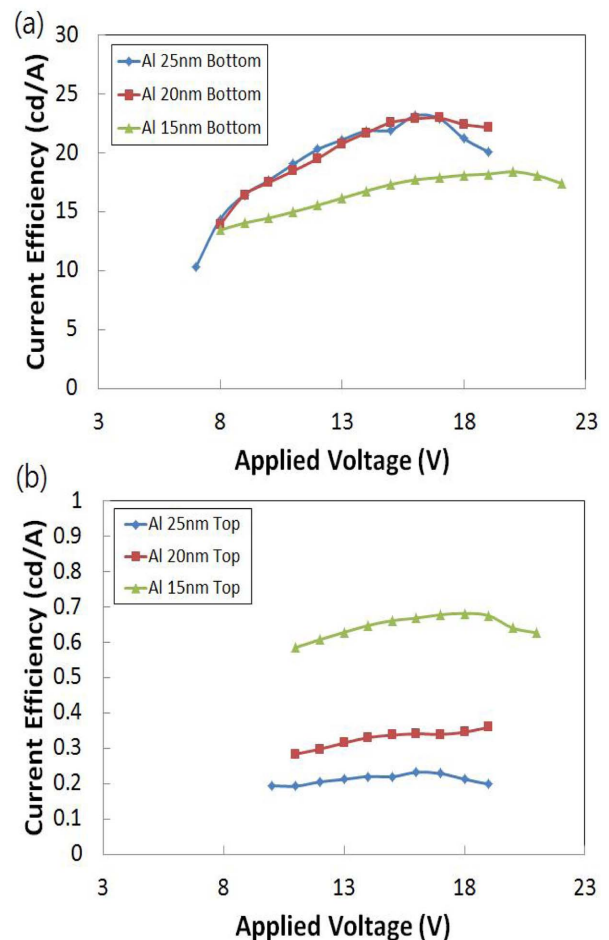 (a)
30
25
20
15
10
5
0
Current Efficiency (cd/A)
Al 25nm Bottom
Al 20nm Bottom
Al 15nm Bottom
3 8 13 18 23
Applied Voltage (V)
(b)
1
0.9
0.8
0.7
0.6
0.5
0.4
0.3
0.2
0.1
0
Current Efficiency (cd/A)
Al 25nm Top
Al 20nm Top
Al 15nm Top
3 8 13 18 23
Applied Voltage (V)